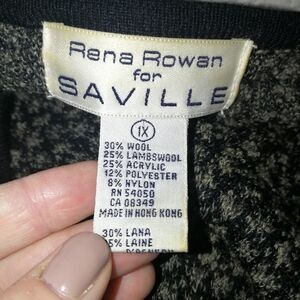 Rena Rowan
for
SAVILLE
1X
30% WOOL
25% LAMBSWOOL
25% ACRYLIC
12% POLYESTER
8% NYLON
RN 54050
CA 08349
MADE IN HONG KONG
30% LANA
25% LAINE